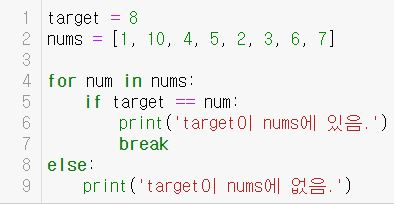 1 target = 8
2 nums = [1, 10, 4, 5, 2, 3, 6, 7]
3
4 for num in nums:
5     if target == num:
6         print('target이 nums에 있음.')
7         break
8 else:
9     print('target이 nums에 없음.')